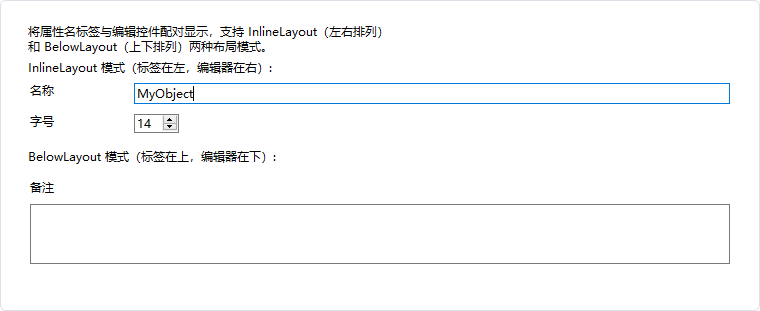 将属性名标签与编辑控件配对显示，支持 InlineLayout（左右排列）
和 BelowLayout（上下排列）两种布局模式。
InlineLayout 模式（标签在左，编辑器在右）:
名称 MyObject
字号 14
BelowLayout 模式（标签在上，编辑器在下）:
备注